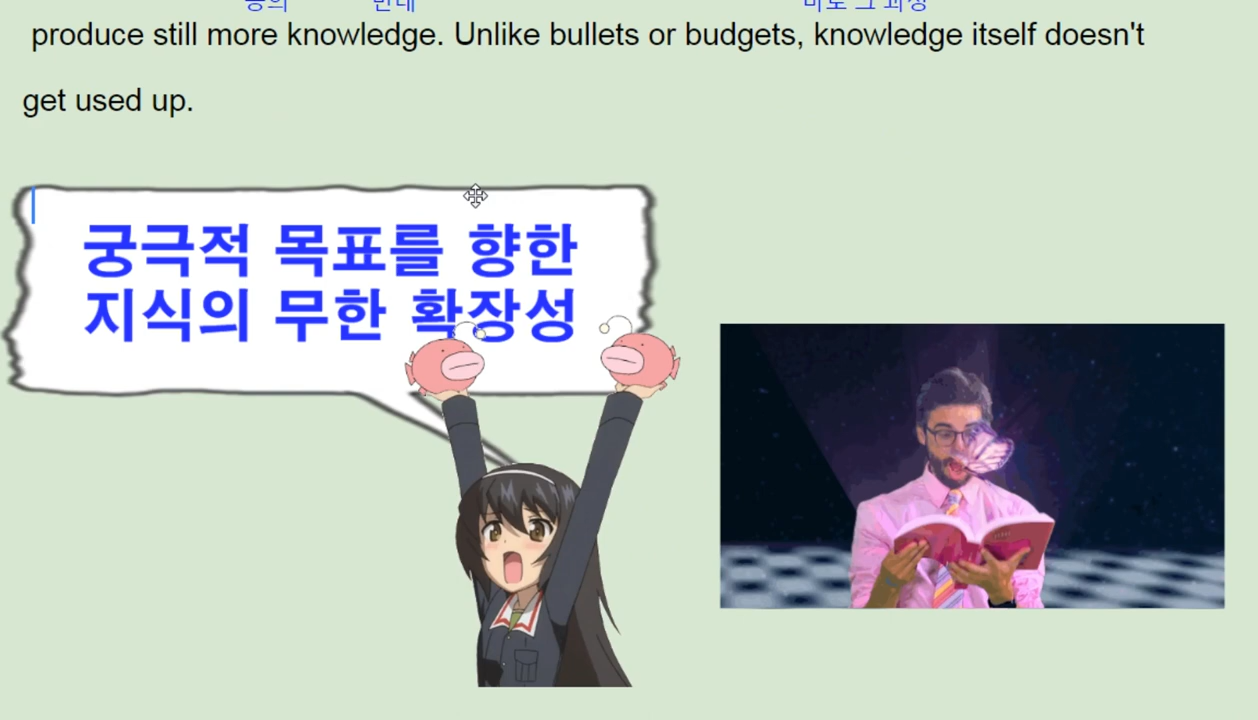 produce still more knowledge. Unlike bullets or budgets, knowledge itself doesn't
get used up.
궁극적 목표를 향한
지식의 무한 확장성